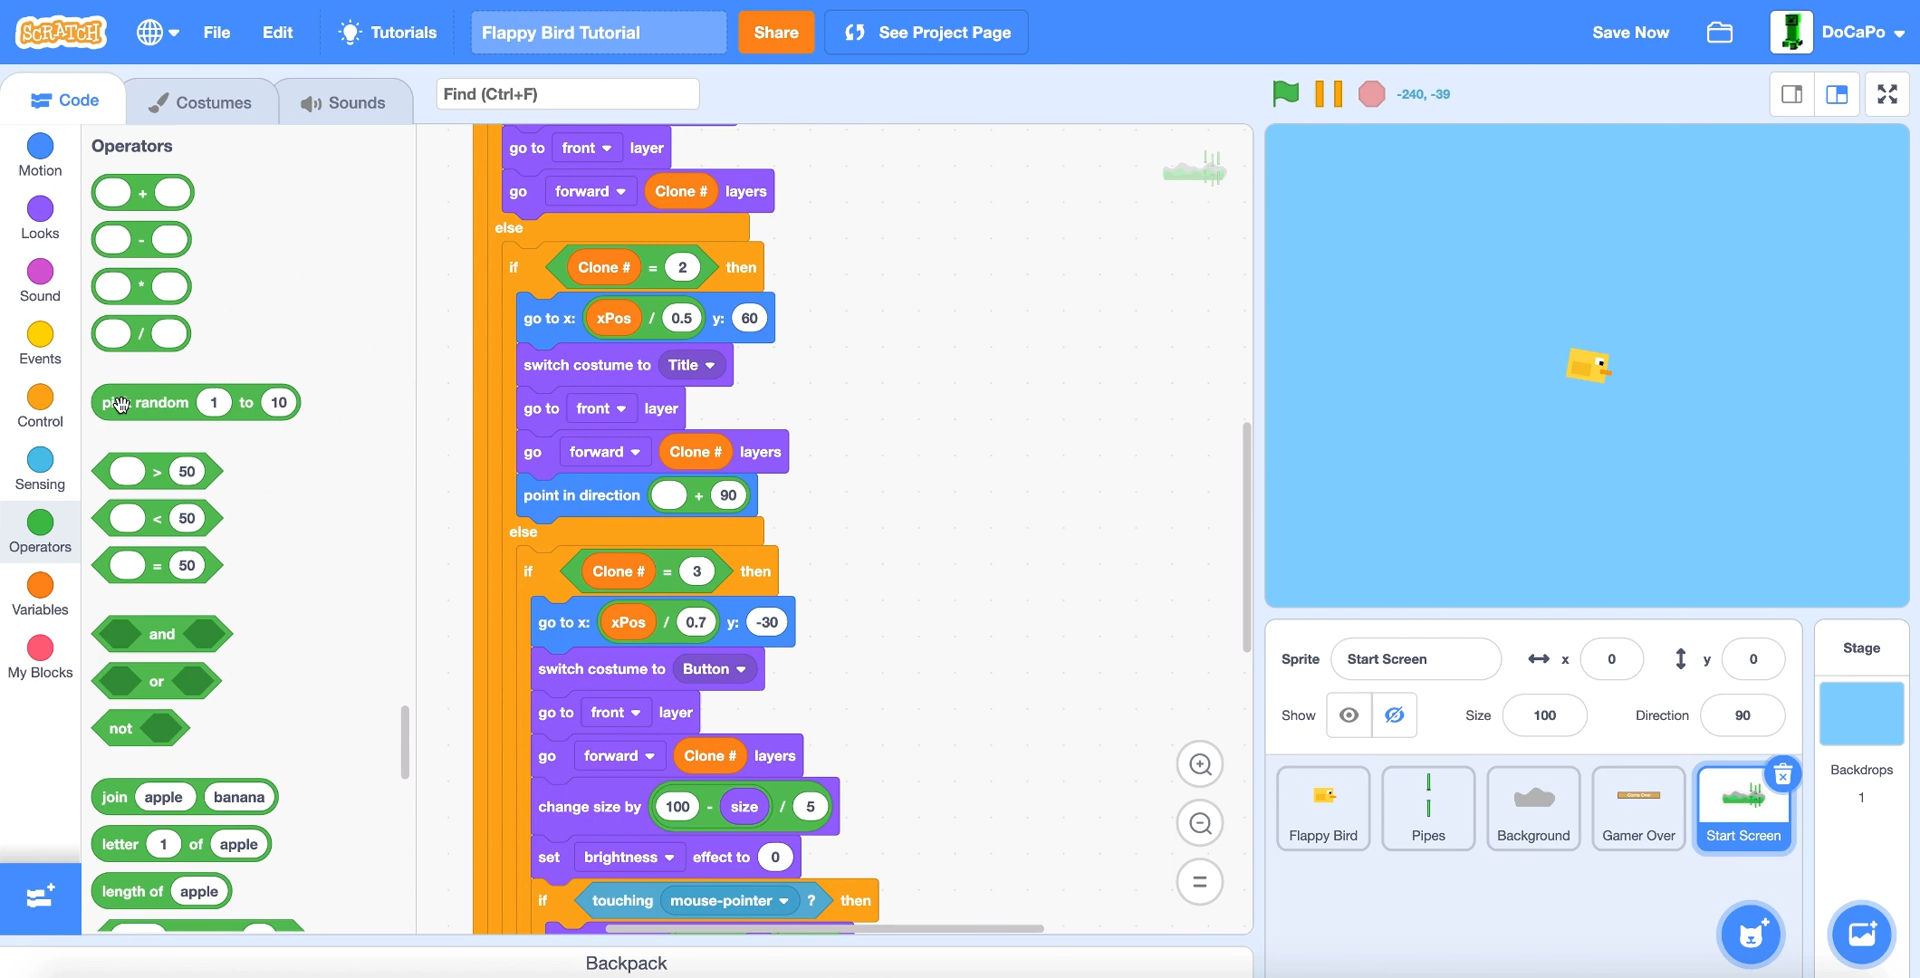 SCRATCH File Edit Tutorials Flappy Bird Tutorial Share See Project Page Save Now DoCaPo
Code Costumes Sounds Find (Ctrl+F) -240, -39
Motion
Looks
Sound
Events
Control
Sensing
Operators
Variables
My Blocks
Operators
+
-
*
/
random 1 to 10
> 50
< 50
= 50
and
or
not
join apple banana
letter 1 of apple
length of apple
go to front layer
go forward Clone # layers
else
if Clone # = 2 then
go to x: xPos / 0.5 y: 60
switch costume to Title
go to front layer
go forward Clone # layers
point in direction + 90
else
if Clone # = 3 then
go to x: xPos / 0.7 y: -30
switch costume to Button
go to front layer
go forward Clone # layers
change size by 100 - size / 5
set brightness effect to 0
if touching mouse-pointer ? then
Backpack
Sprite Start Screen x 0 y 0
Show Size 100 Direction 90
Flappy Bird Pipes Background Gamer Over Start Screen
Stage
Backdrops
1